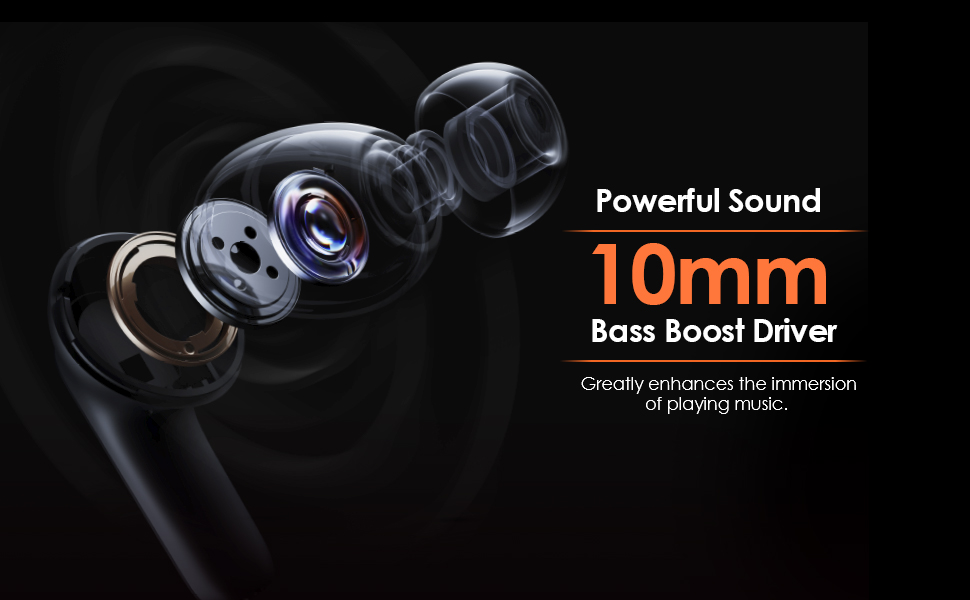 Powerful Sound
10mm
Bass Boost Driver
Greatly enhances the immersion
of playing music.